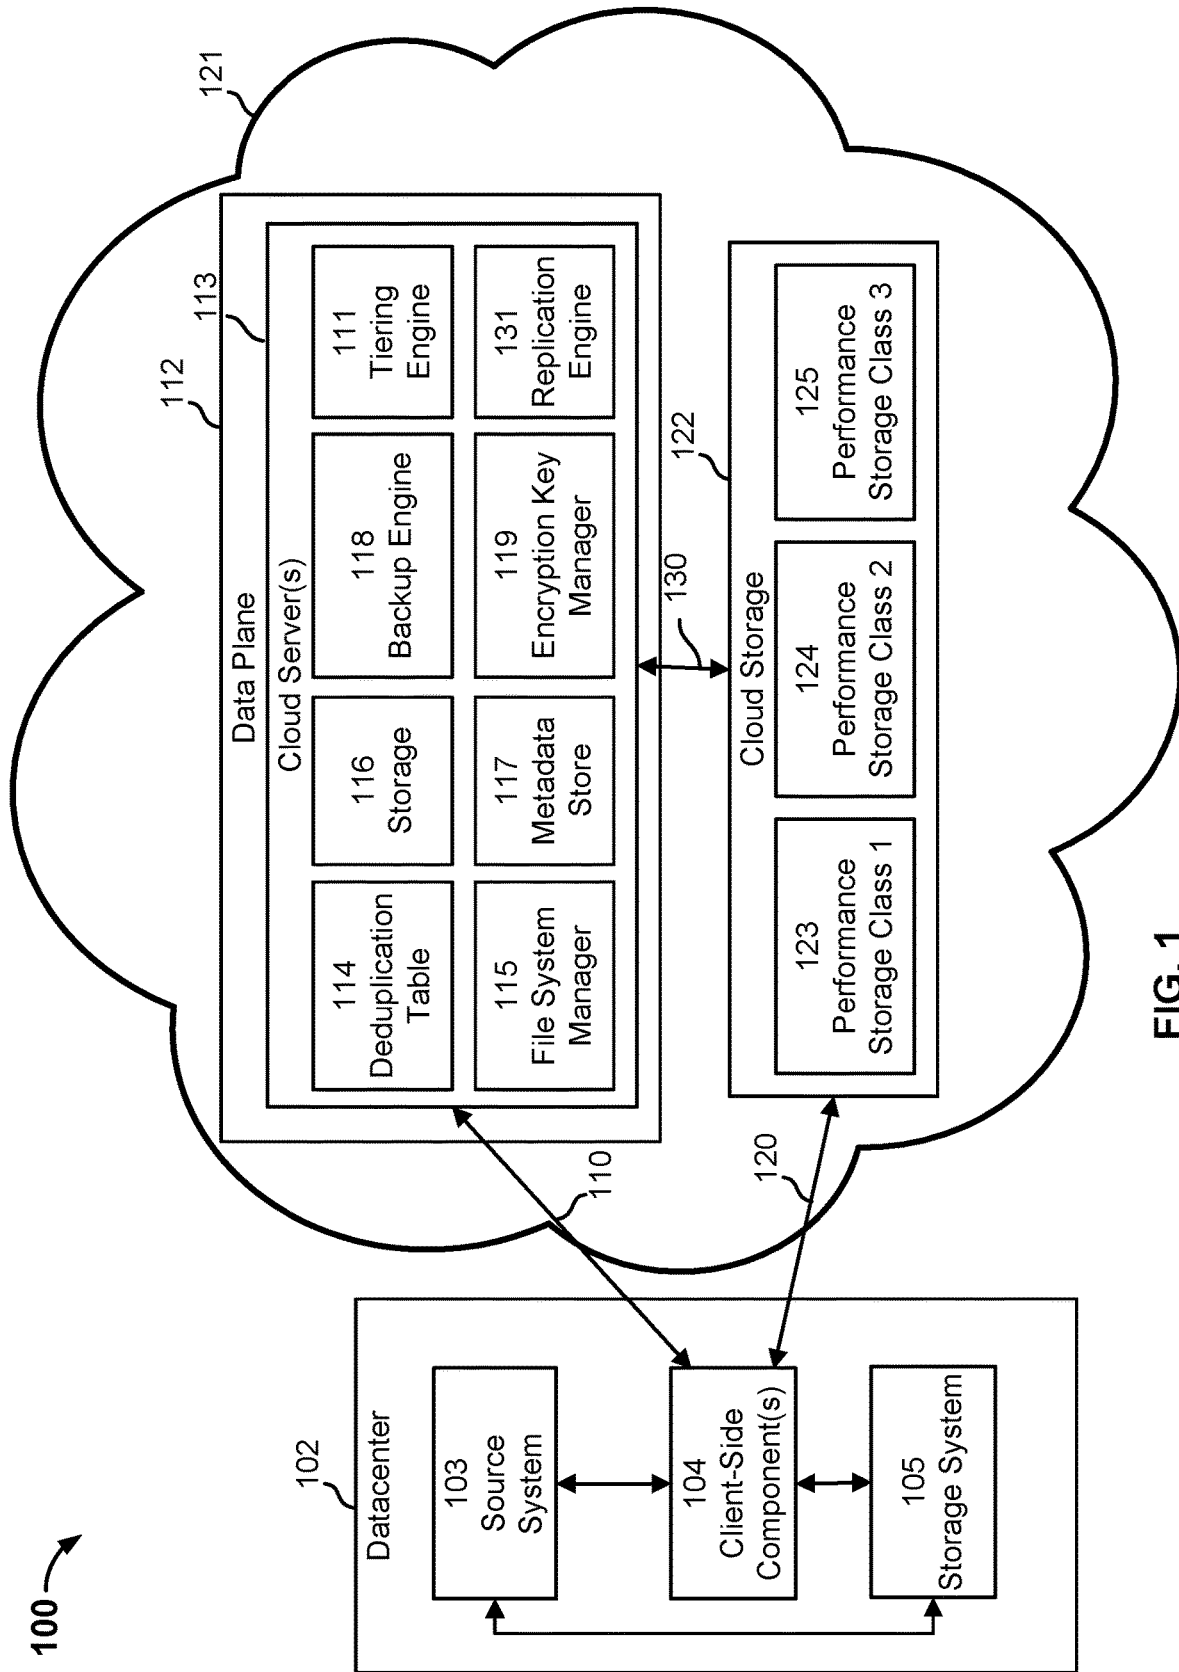 100
102
Datacenter
103
Source
System
104
Client-Side
Component(s)
105
Storage System
110
120
121
112
113
Data Plane
Cloud Server(s)
114
Deduplication
Table
116
Storage
118
Backup Engine
111
Tiering
Engine
115
File System
Manager
117
Metadata
Store
119
Encryption Key
Manager
131
Replication
Engine
130
122
Cloud Storage
123
Performance
Storage Class 1
124
Performance
Storage Class 2
125
Performance
Storage Class 3
FIG. 1